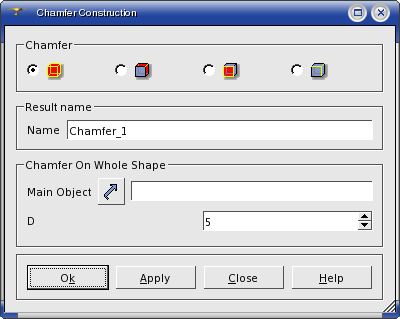 Chamfer Construction
Chamfer
Result name
Name Chamfer_1
Chamfer On Whole Shape
Main Object
D 5
Ok Apply Close Help